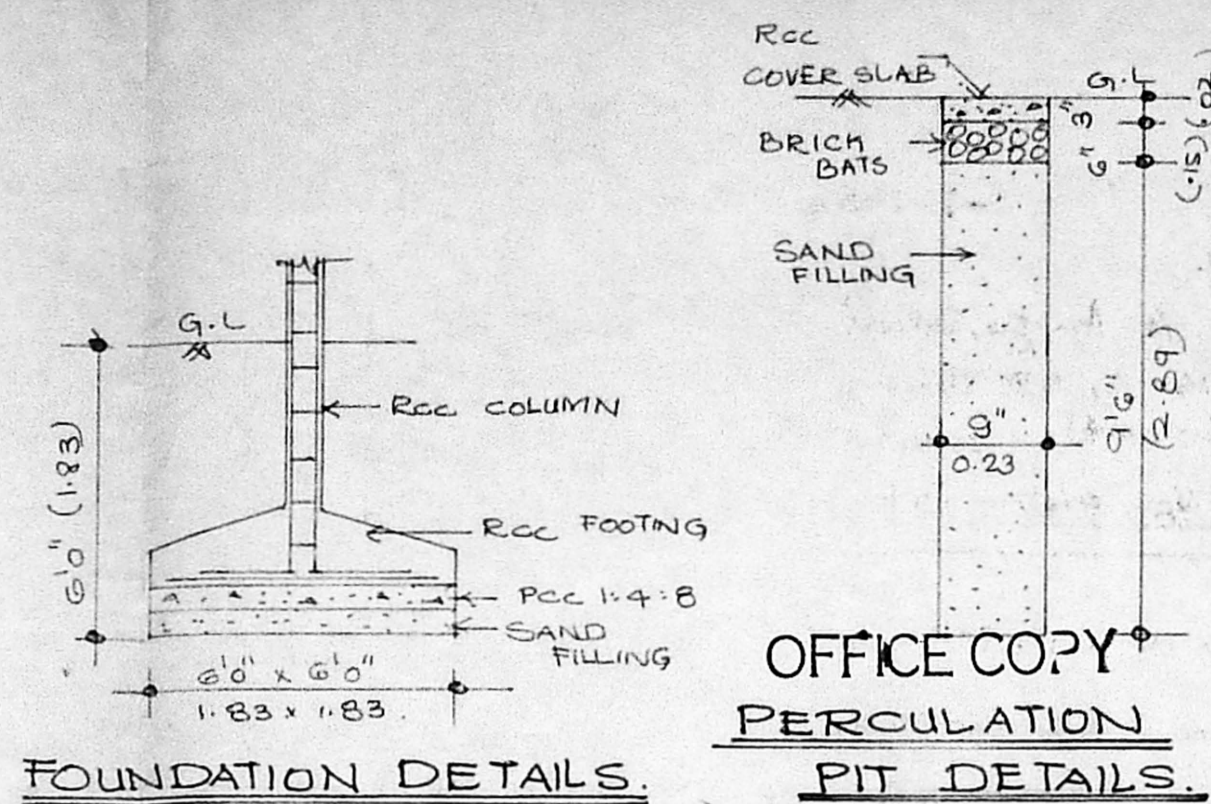 G.L
RCC COLUMN
RCC FOOTING
PCC 1:4:8
SAND
FILLING
6'0" (1.83)
6'0" x 6'0"
1.83 x 1.83.
FOUNDATION DETAILS.
RCC
COVER SLAB
G.L
BRICK
BATS
3"
6"
(.15)
SAND
FILLING
9"
0.23
9'6"
(2.89)
OFFICE COPY
PERCULATION
PIT DETAILS.